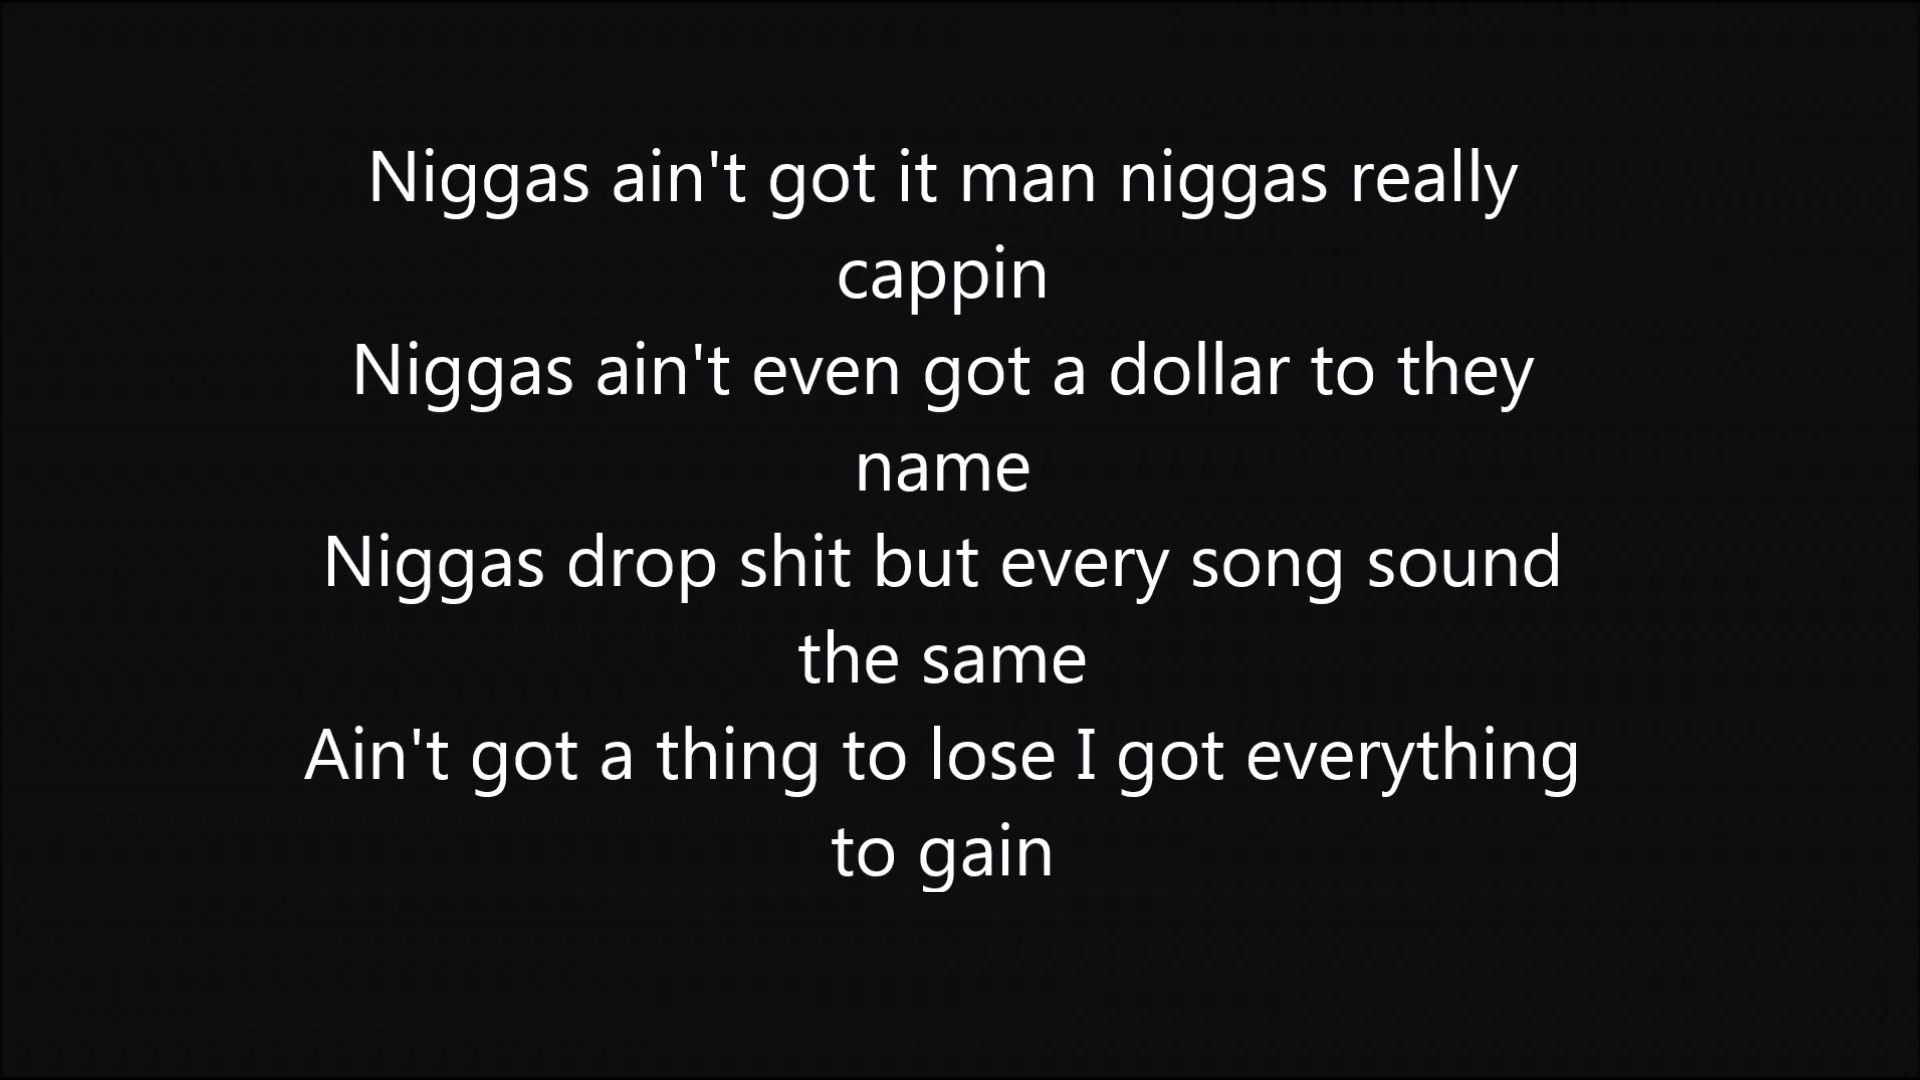 Niggas ain't got it man niggas really
cappin
Niggas ain't even got a dollar to they
name
Niggas drop shit but every song sound
the same
Ain't got a thing to lose I got everything
to gain